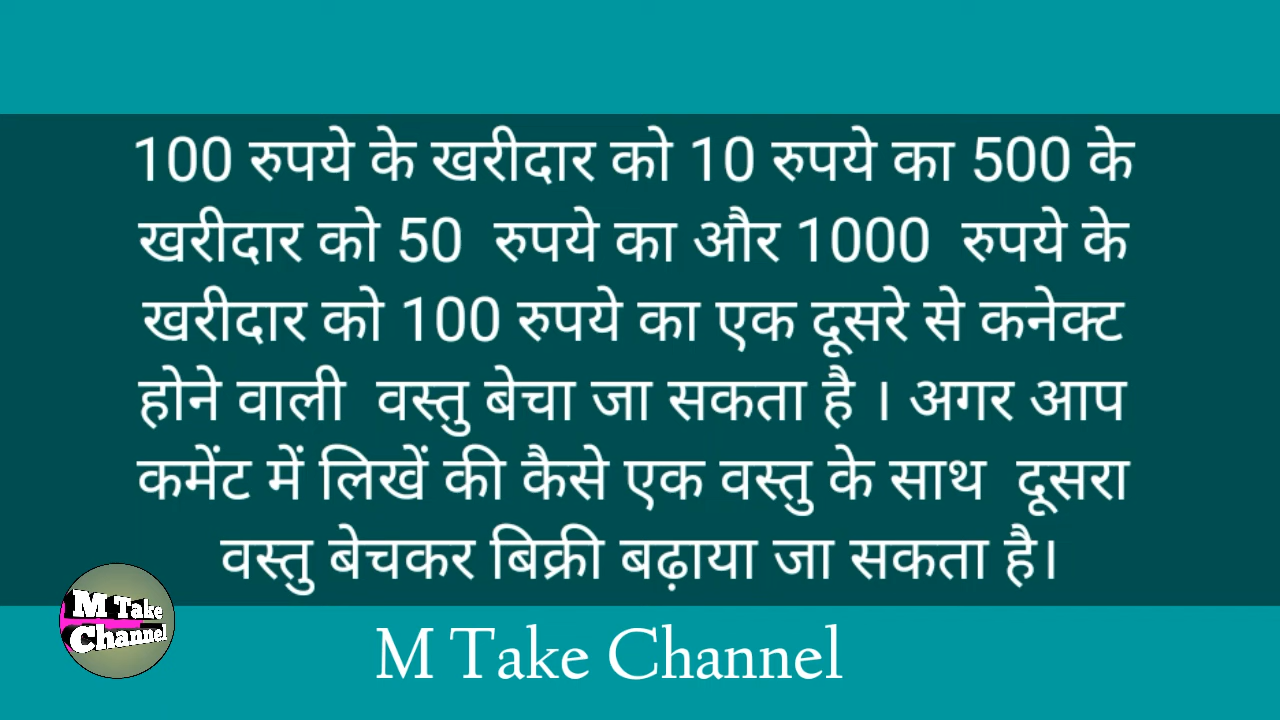 100 रुपये के खरीदार को 10 रुपये का 500 के
खरीदार को 50 रुपये का और 1000 रुपये के
खरीदार को 100 रुपये का एक दूसरे से कनेक्ट
होने वाली वस्तु बेचा जा सकता है । अगर आप
कमेंट में लिखें की कैसे एक वस्तु के साथ दूसरा
वस्तु बेचकर बिक्री बढ़ाया जा सकता है।
M Take
Channel
M Take Channel